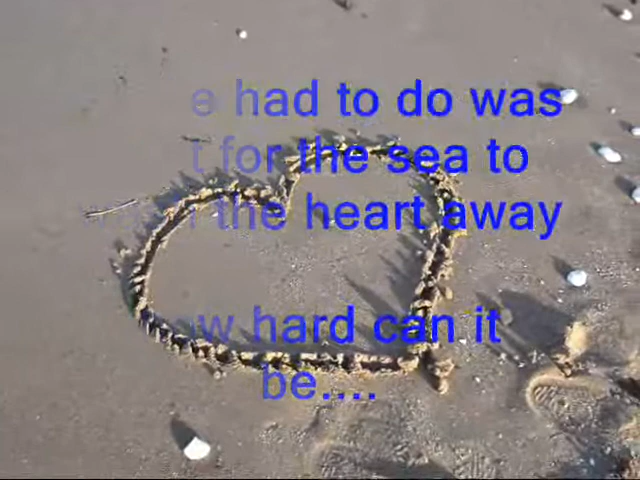 had to do was
for the sea to
the heart away
hard can it
be....